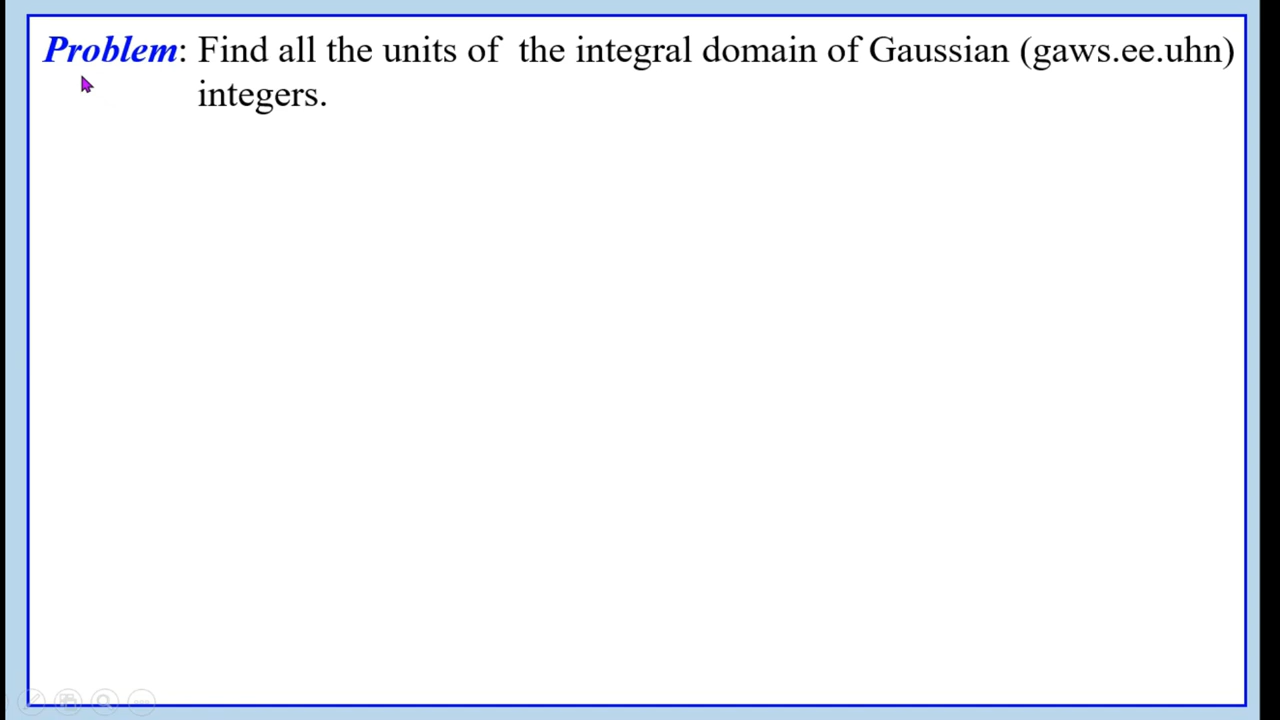 Problem: Find all the units of  the integral domain of Gaussian (gaws.ee.uhn)
integers.